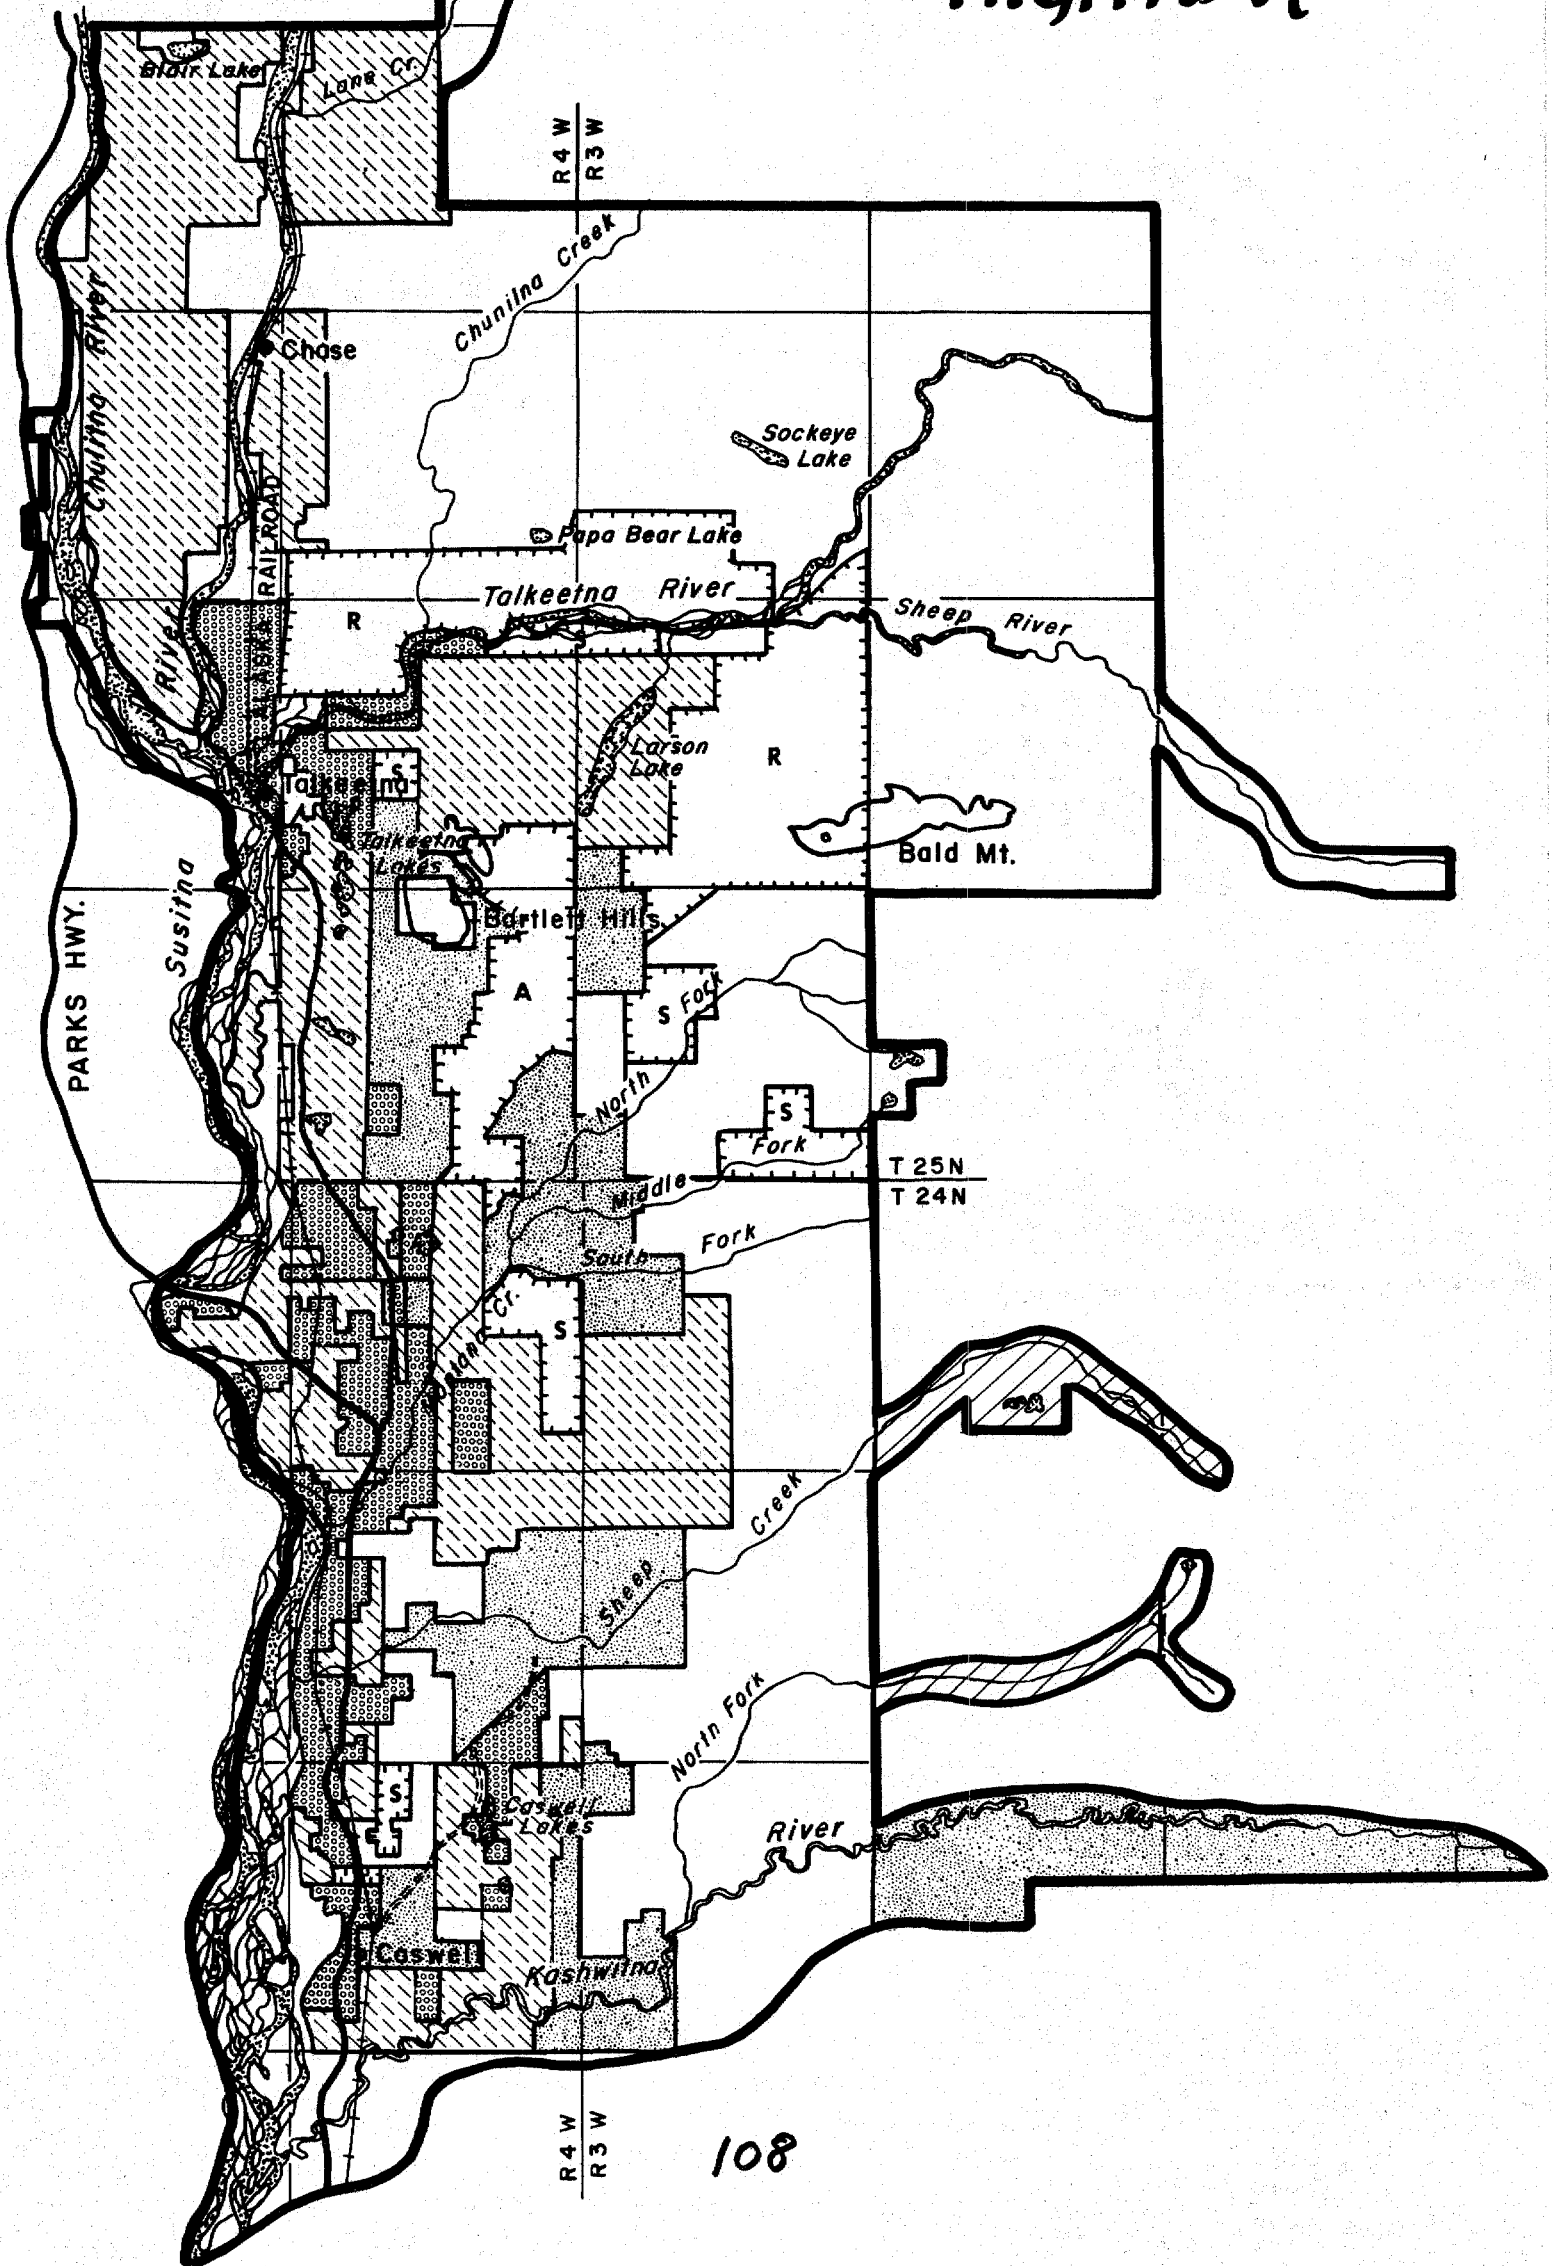 Blair Lake
Lane Cr.
R 4 W
R 3 W
Chunilna Creek
Chulitna River
Chase
Sockeye
Lake
RAILROAD
ALASKA
Papa Bear Lake
Talkeetna River
R
Sheep River
River
Larson
Lake
R
S
Talkeetna
Talkeetna
Lakes
Bald Mt.
Susitna
PARKS HWY.
Bartlett Hills
A
S
Fork
North
S
Fork
Middle
T 25 N
T 24 N
South Fork
Cr.
S
Creek
Sheep
North Fork
S
Caswell
Lakes
River
Caswell
Kashwitna
R 4 W
R 3 W
108